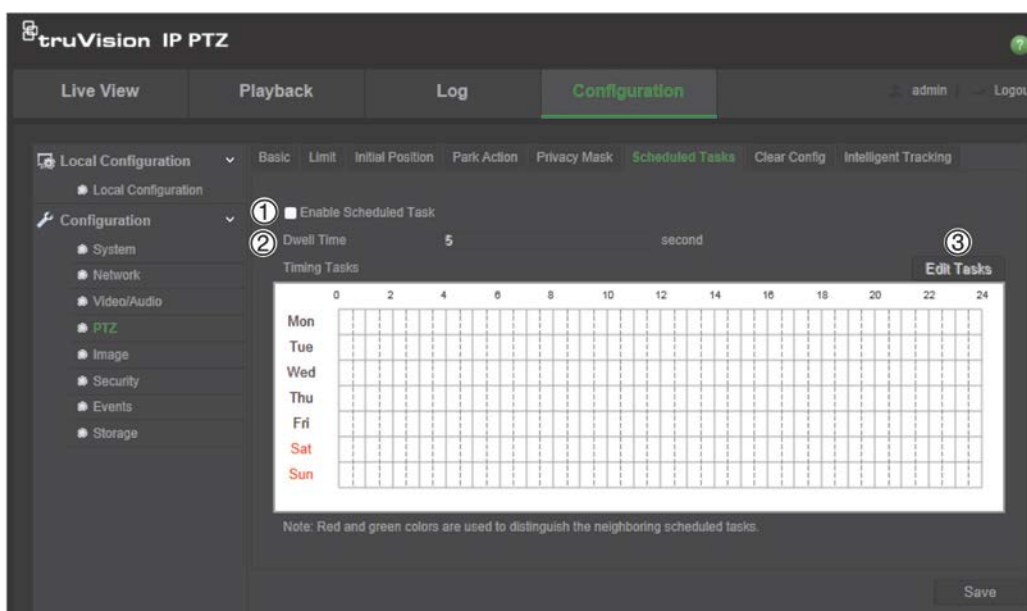 truVision IP PTZ
?
Live View Playback Log Configuration admin Logou
Local Configuration
Local Configuration
Configuration
System
Network
Video/Audio
PTZ
Image
Security
Events
Storage
Basic Limit Initial Position Park Action Privacy Mask Scheduled Tasks Clear Config Intelligent Tracking
① Enable Scheduled Task
② Dwell Time 5 second
③
Timing Tasks Edit Tasks
0 2 4 6 8 10 12 14 16 18 20 22 24
Mon
Tue
Wed
Thu
Fri
Sat
Sun
Note: Red and green colors are used to distinguish the neighboring scheduled tasks.
Save